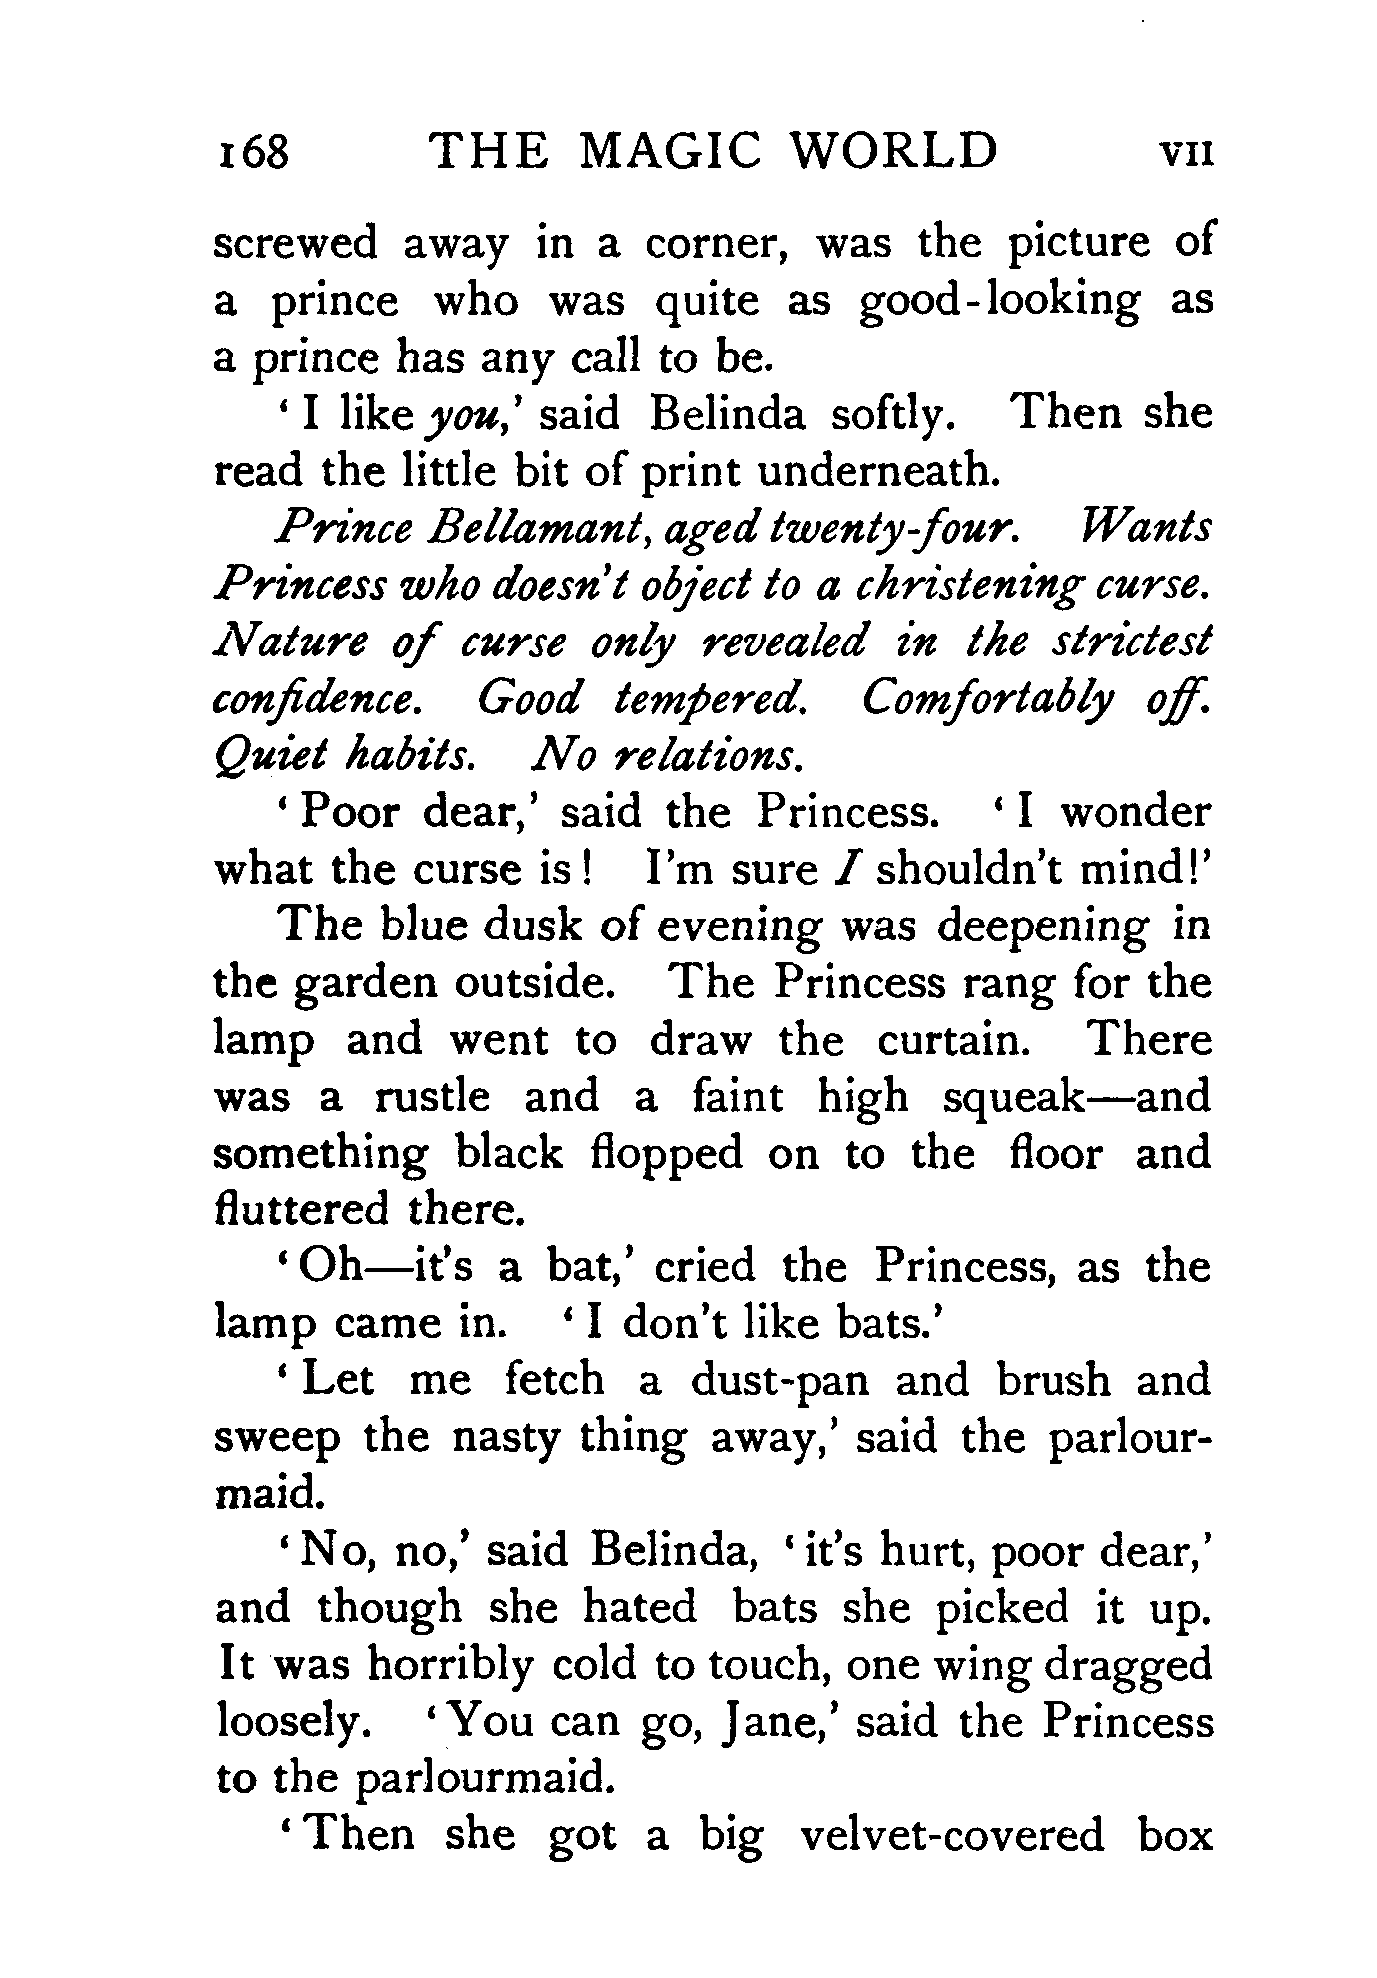 168 THE MAGIC WORLD VII
screwed away in a corner, was the picture of
a prince who was quite as good-looking as
a prince has any call to be.
‘ I like you,’ said Belinda softly. Then she
read the little bit of print underneath.
Prince Bellamant, aged twenty-four. Wants
Princess who doesn't object to a christening curse.
Nature of curse only revealed in the strictest
confidence. Good tempered. Comfortably off.
Quiet habits. No relations.
‘ Poor dear,’ said the Princess. ‘ I wonder
what the curse is ! I'm sure I shouldn't mind!’
The blue dusk of evening was deepening in
the garden outside. The Princess rang for the
lamp and went to draw the curtain. There
was a rustle and a faint high squeak—and
something black flopped on to the floor and
fluttered there.
‘ Oh—it's a bat,’ cried the Princess, as the
lamp came in. ‘ I don't like bats.’
‘ Let me fetch a dust-pan and brush and
sweep the nasty thing away,’ said the parlour-
maid.
‘ No, no,’ said Belinda, ‘ it's hurt, poor dear,’
and though she hated bats she picked it up.
It was horribly cold to touch, one wing dragged
loosely. ‘ You can go, Jane,’ said the Princess
to the parlourmaid.
‘ Then she got a big velvet-covered box